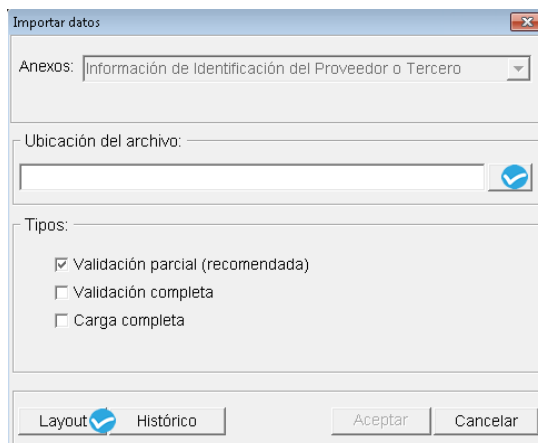 Importar datos
Anexos: Información de Identificación del Proveedor o Tercero
Ubicación del archivo:
Tipos:
Validación parcial (recomendada)
Validación completa
Carga completa
Layout Histórico Aceptar Cancelar